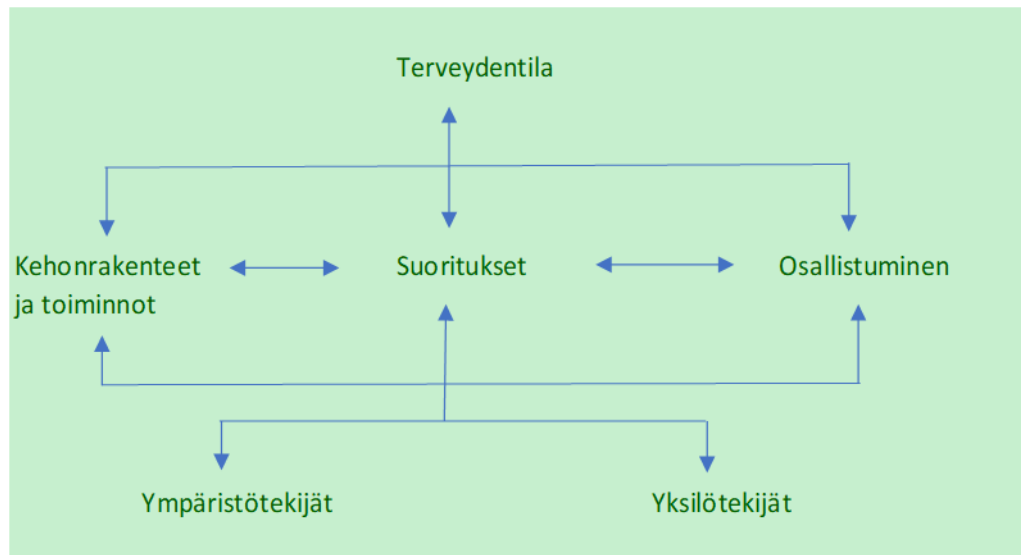 Terveydentila
Kehonrakenteet
ja toiminnot
Suoritukset
Osallistuminen
Ympäristötekijät
Yksilötekijät